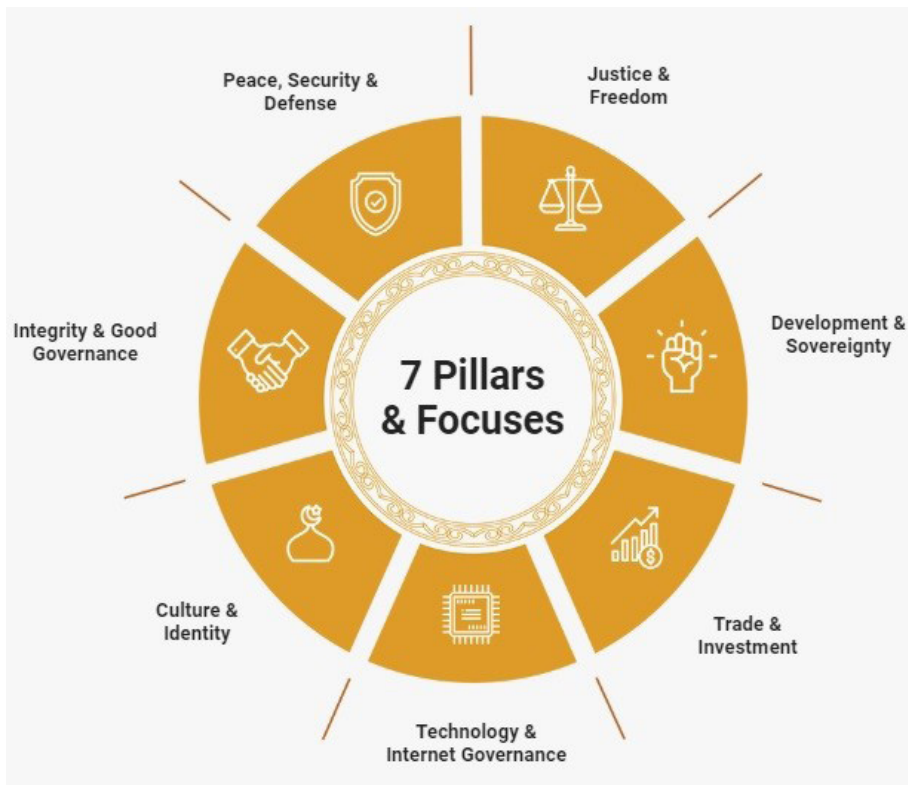 Peace, Security &
Defense
Justice &
Freedom
Integrity & Good
Governance
Development &
Sovereignty
7 Pillars
& Focuses
Culture &
Identity
Trade &
Investment
Technology &
Internet Governance
$